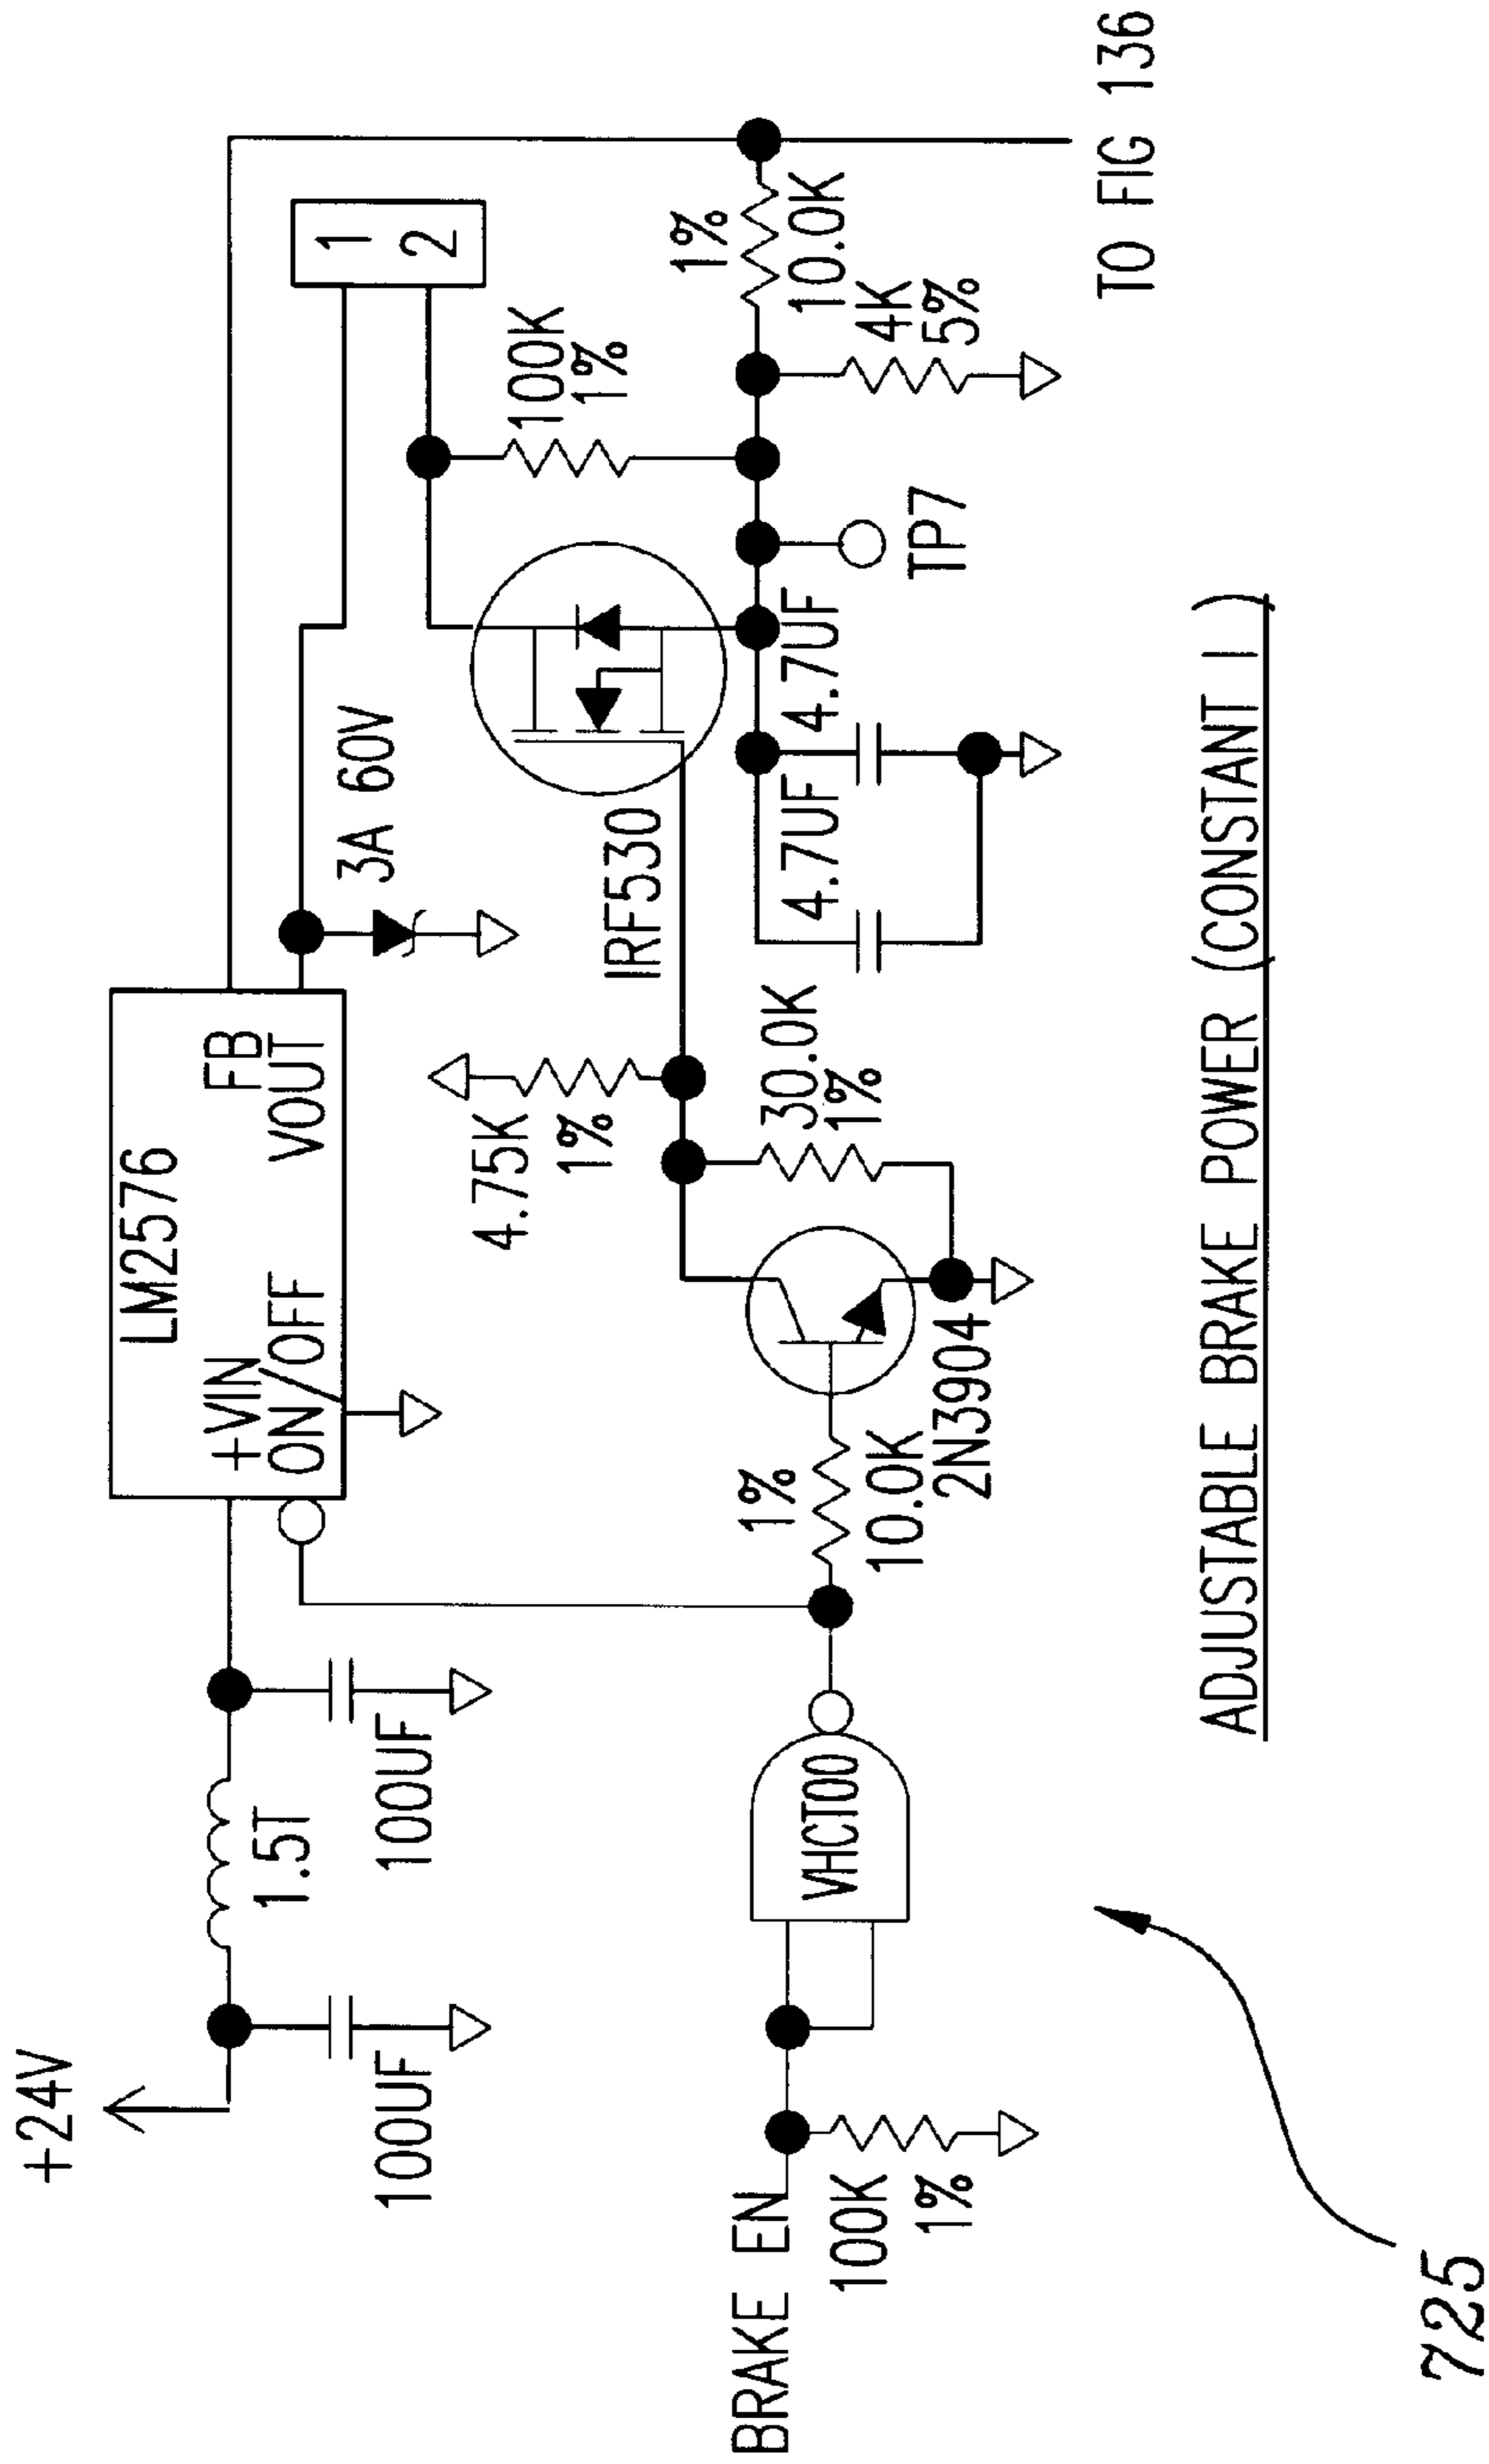 +24V
100UF
1.5T
100UF
LM2576
+VIN
ON/OFF
FB
VOUT
3A 60V
1
2
100K
1%
4.75K
1%
IRF530
1%
10.0K
4K
5%
TP7
4.7UF
4.7UF
30.0K
1%
1%
10.0K
2N3904
VHCT00
BRAKE EN
100K
1%
TO FIG 136
ADJUSTABLE BRAKE POWER (CONSTANT I)
725